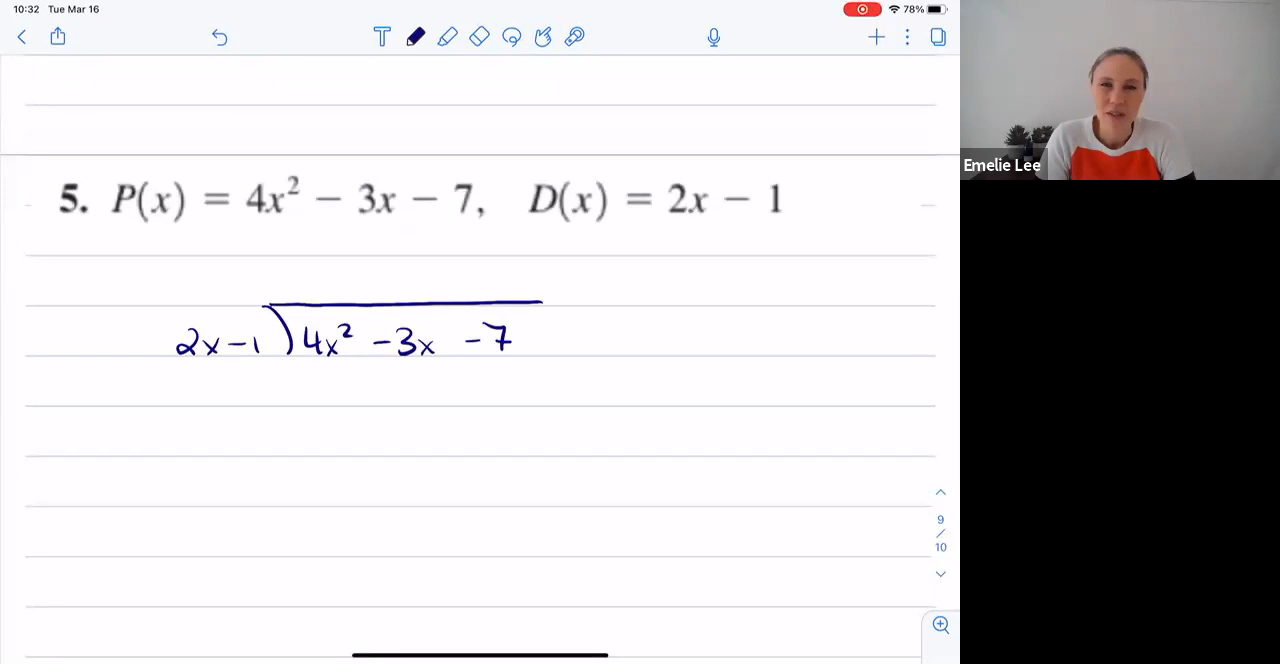 10:32 Tue Mar 16
78%
T
5. P(x) = 4x² − 3x − 7, D(x) = 2x − 1
2x−1)4x² −3x −7
Emelie Lee
9
/
10